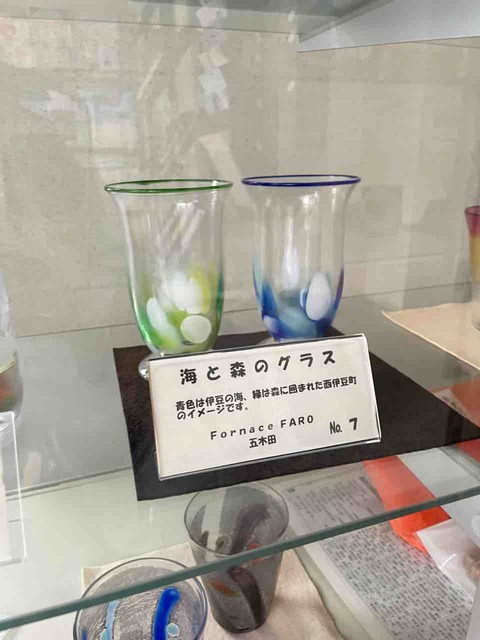 海と森のグラス
青色は伊豆の海、緑は森に囲まれた西伊豆町
のイメージです。
Fornace FARO
五木田
No. 7